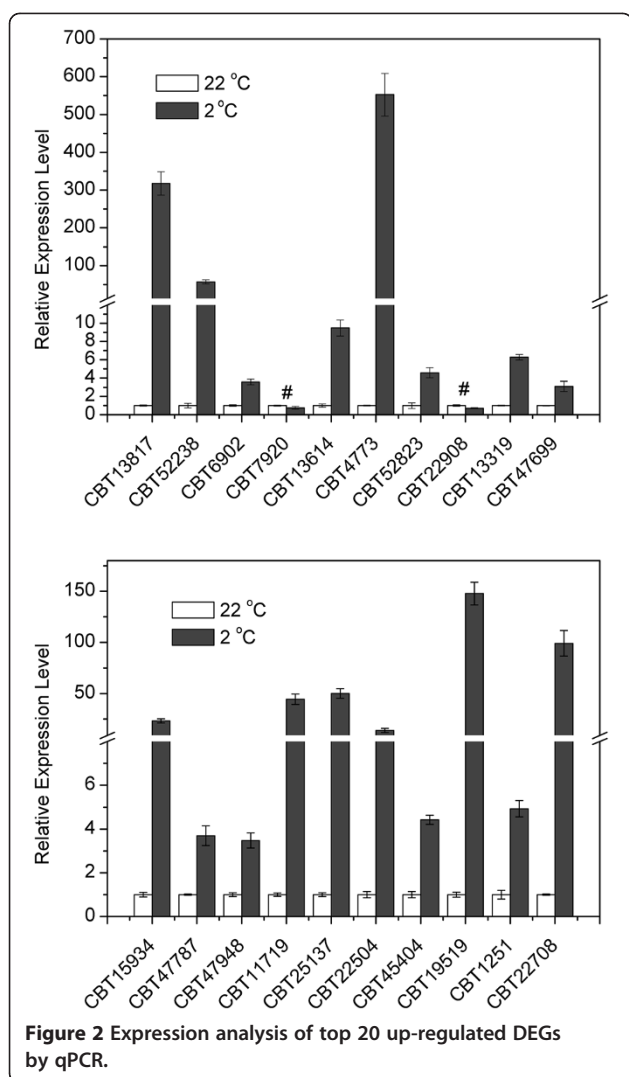 700
600
500
400
300
200
100
10
8
6
4
2
0
Relative Expression Level
22 °C
2 °C
#
#
CBT13817
CBT52238
CBT6902
CBT7920
CBT13614
CBT4773
CBT52823
CBT22908
CBT13319
CBT47699
150
100
50
6
4
2
0
Relative Expression Level
22 °C
2 °C
CBT15934
CBT47787
CBT47948
CBT11719
CBT25137
CBT22504
CBT45404
CBT19519
CBT1251
CBT22708
Figure 2 Expression analysis of top 20 up-regulated DEGs
by qPCR.